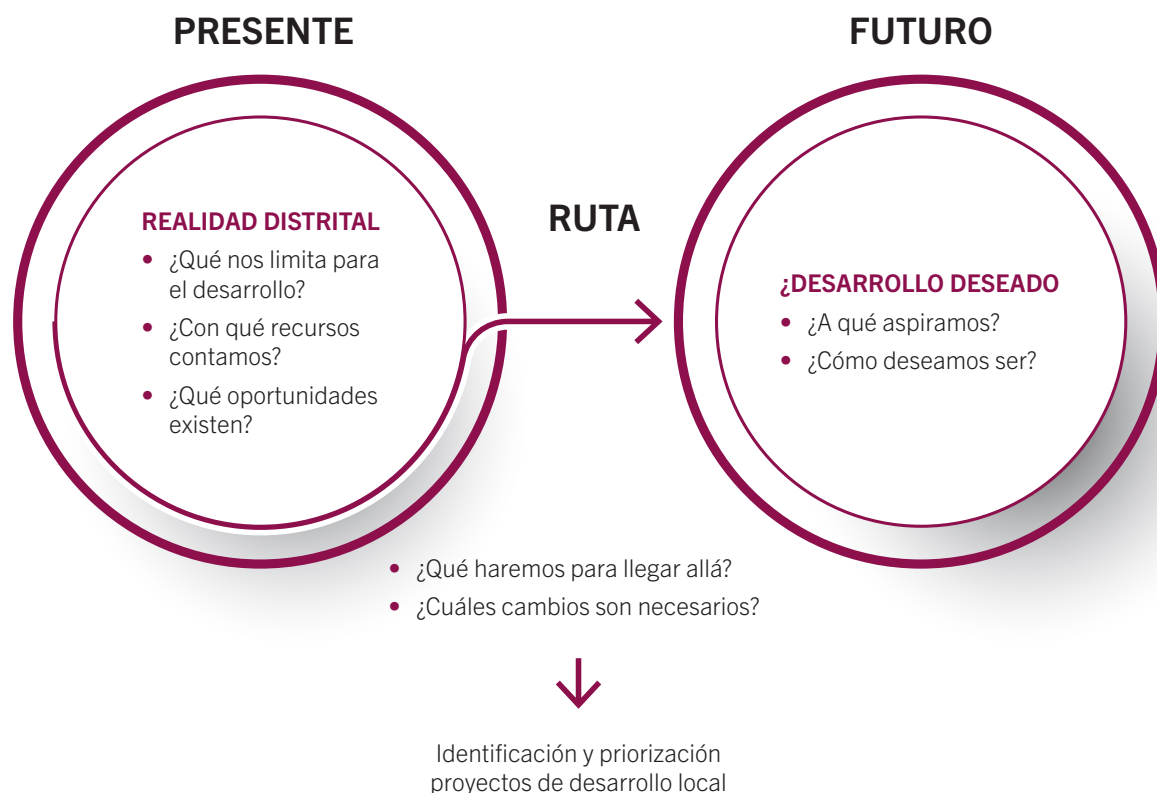 PRESENTE
FUTURO
REALIDAD DISTRITAL
• ¿Qué nos limita para
el desarrollo?
• ¿Con qué recursos
contamos?
• ¿Qué oportunidades
existen?
RUTA
¿DESARROLLO DESEADO
• ¿A qué aspiramos?
• ¿Cómo deseamos ser?
• ¿Qué haremos para llegar allá?
• ¿Cuáles cambios son necesarios?
Identificación y priorización
proyectos de desarrollo local